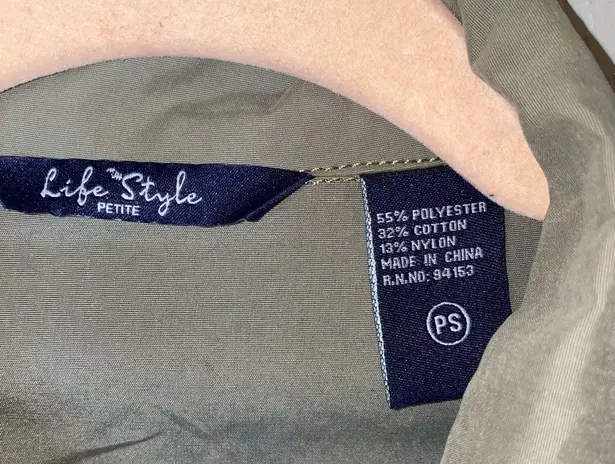 Life Style
PETITE
55% POLYESTER
32% COTTON
13% NYLON
MADE IN CHINA
R.N.NO: 94153
PS